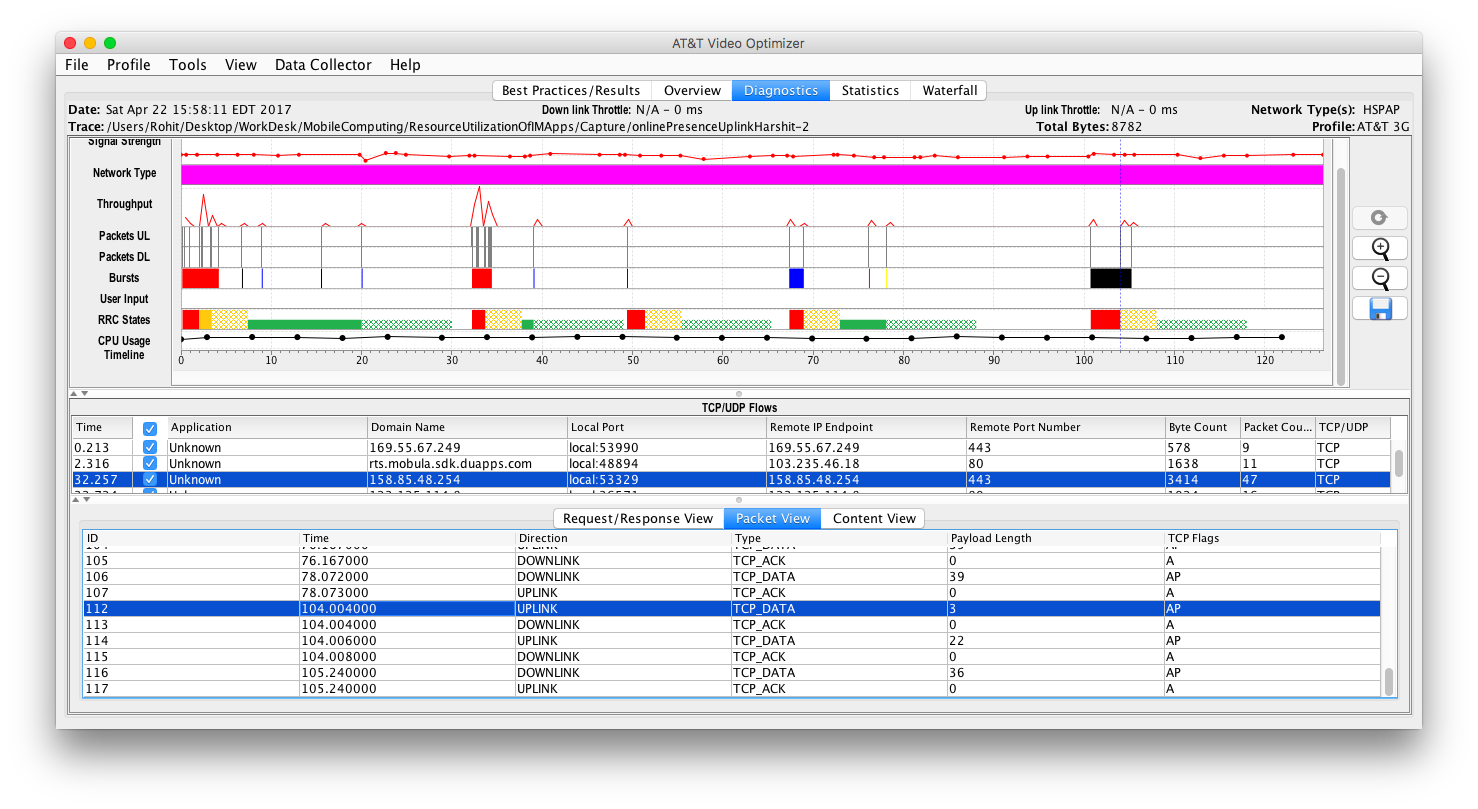 AT&T Video Optimizer
File Profile Tools View Data Collector Help
Best Practices/Results Overview Diagnostics Statistics Waterfall
Date: Sat Apr 22 15:58:11 EDT 2017 Down link Throttle: N/A - 0 ms Up link Throttle: N/A - 0 ms Network Type(s): HSPAP
Trace: /Users/Rohit/Desktop/WorkDesk/MobileComputing/ResourceUtilizationOfIMApps/Capture/onlinePresenceUplinkHarshit-2 Total Bytes: 8782 Profile: AT&T 3G
Signal Strength
Network Type
Throughput
Packets UL
Packets DL
Bursts
User Input
RRC States
CPU Usage
Timeline
0 10 20 30 40 50 60 70 80 90 100 110 120
TCP/UDP Flows
Time Application Domain Name Local Port Remote IP Endpoint Remote Port Number Byte Count Packet Cou... TCP/UDP
0.213 Unknown 169.55.67.249 local:53990 169.55.67.249 443 578 9 TCP
2.316 Unknown rts.mobula.sdk.duapps.com local:48894 103.235.46.18 80 1638 11 TCP
32.257 Unknown 158.85.48.254 local:53329 158.85.48.254 443 3414 47 TCP
Request/Response View Packet View Content View
ID Time Direction Type Payload Length TCP Flags
105 76.167000 DOWNLINK TCP_ACK 0 A
106 78.072000 DOWNLINK TCP_DATA 39 AP
107 78.073000 UPLINK TCP_ACK 0 A
112 104.004000 UPLINK TCP_DATA 3 AP
113 104.004000 DOWNLINK TCP_ACK 0 A
114 104.006000 UPLINK TCP_DATA 22 AP
115 104.008000 DOWNLINK TCP_ACK 0 A
116 105.240000 DOWNLINK TCP_DATA 36 AP
117 105.240000 UPLINK TCP_ACK 0 A